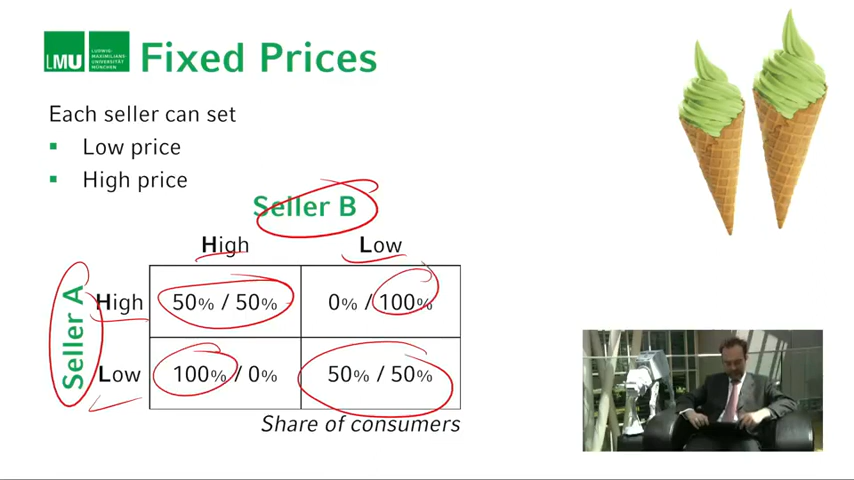 LMU
LUDWIG-
MAXIMILIANS-
UNIVERSITÄT
MÜNCHEN
Fixed Prices
Each seller can set
▪ Low price
▪ High price
Seller B
High Low
Seller A
High 50% / 50% 0% / 100%
Low 100% / 0% 50% / 50%
Share of consumers